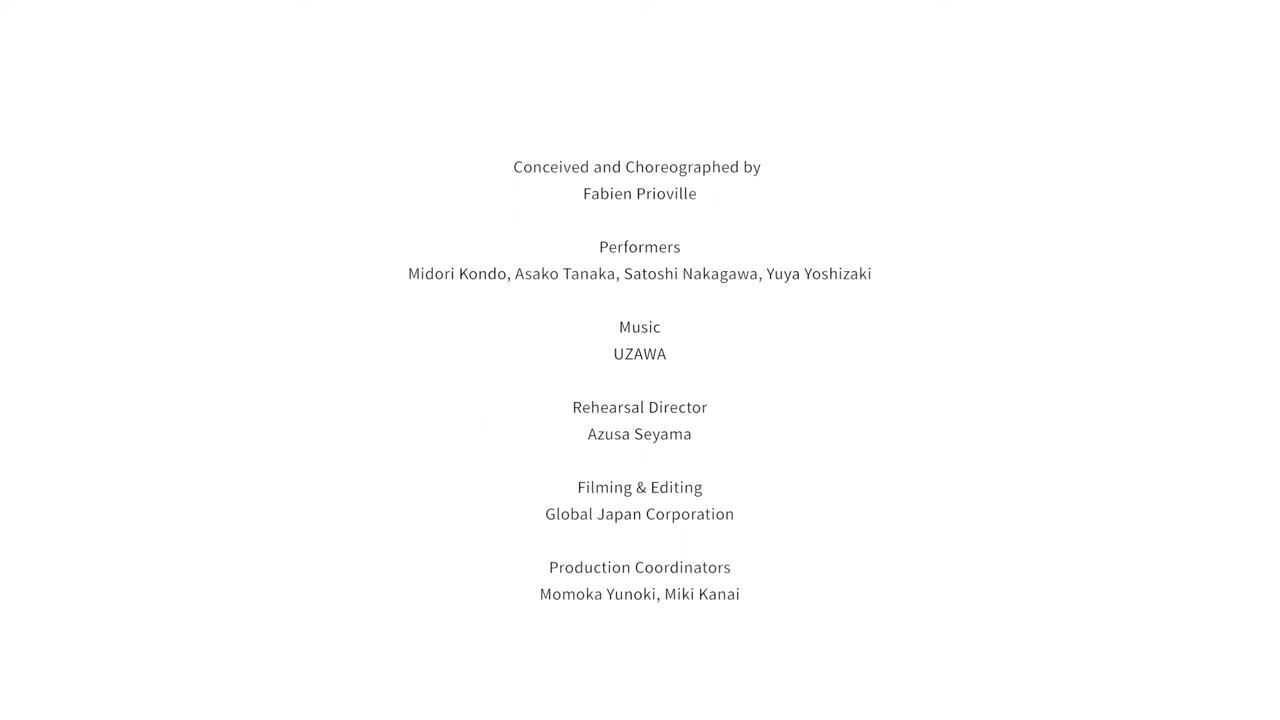 Conceived and Choreographed by
Fabien Prioville
Performers
Midori Kondo, Asako Tanaka, Satoshi Nakagawa, Yuya Yoshizaki
Music
UZAWA
Rehearsal Director
Azusa Seyama
Filming & Editing
Global Japan Corporation
Production Coordinators
Momoka Yunoki, Miki Kanai